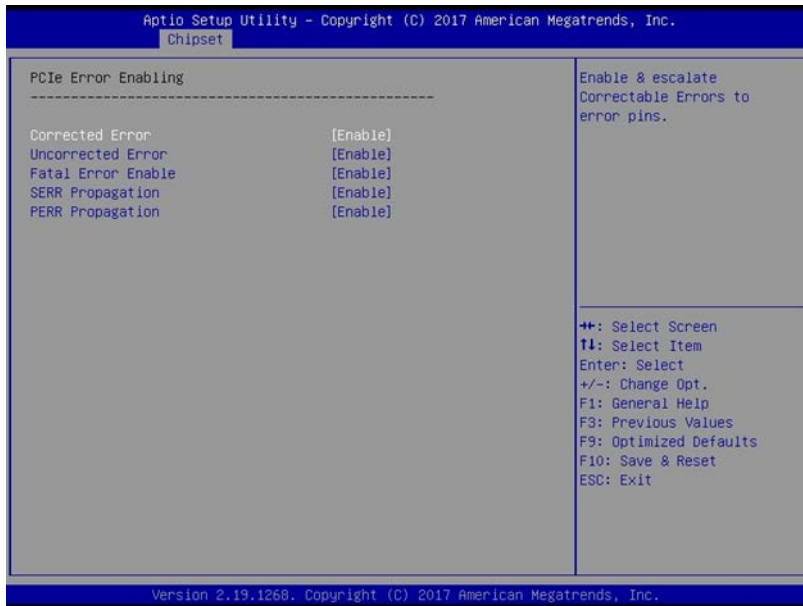 Aptio Setup Utility - Copyright (C) 2017 American Megatrends, Inc.
Chipset
PCIe Error Enabling
--------------------------------------------------
Corrected Error [Enable]
Uncorrected Error [Enable]
Fatal Error Enable [Enable]
SERR Propagation [Enable]
PERR Propagation [Enable]
Enable & escalate
Correctable Errors to
error pins.
→←: Select Screen
↑↓: Select Item
Enter: Select
+/-: Change Opt.
F1: General Help
F3: Previous Values
F9: Optimized Defaults
F10: Save & Reset
ESC: Exit
Version 2.19.1268. Copyright (C) 2017 American Megatrends, Inc.